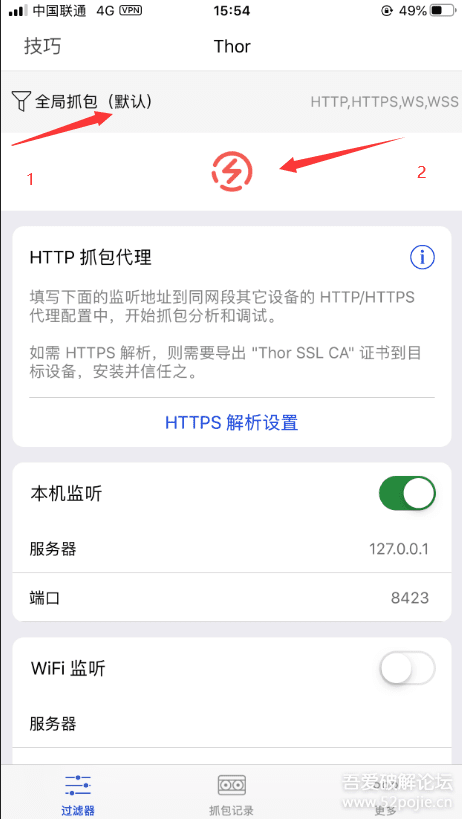 中国联通 4G VPN 15:54 49%
技巧 Thor
全局抓包（默认） HTTP,HTTPS,WS,WSS
1 2
HTTP 抓包代理
填写下面的监听地址到同网段其它设备的 HTTP/HTTPS
代理配置中，开始抓包分析和调试。
如需 HTTPS 解析，则需要导出 "Thor SSL CA" 证书到目
标设备，安装并信任之。
HTTPS 解析设置
本机监听
服务器 127.0.0.1
端口 8423
WiFi 监听
服务器
过滤器 抓包记录 更多
吾爱破解论坛
www.52pojie.cn